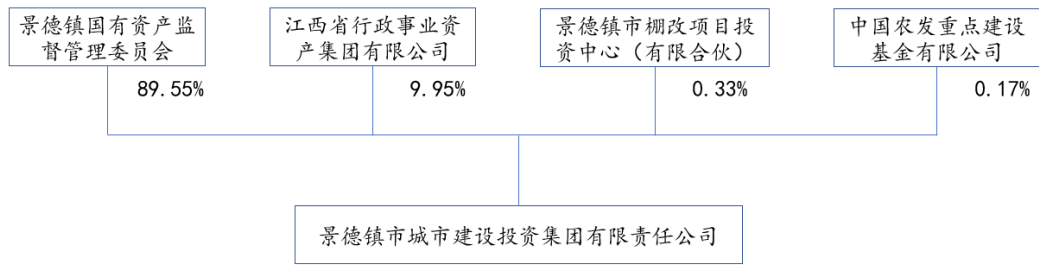 景德镇国有资产监
督管理委员会
江西省行政事业资
产集团有限公司
景德镇市棚改项目投
资中心（有限合伙）
中国农发重点建设
基金有限公司
89.55%
9.95%
0.33%
0.17%
景德镇市城市建设投资集团有限责任公司